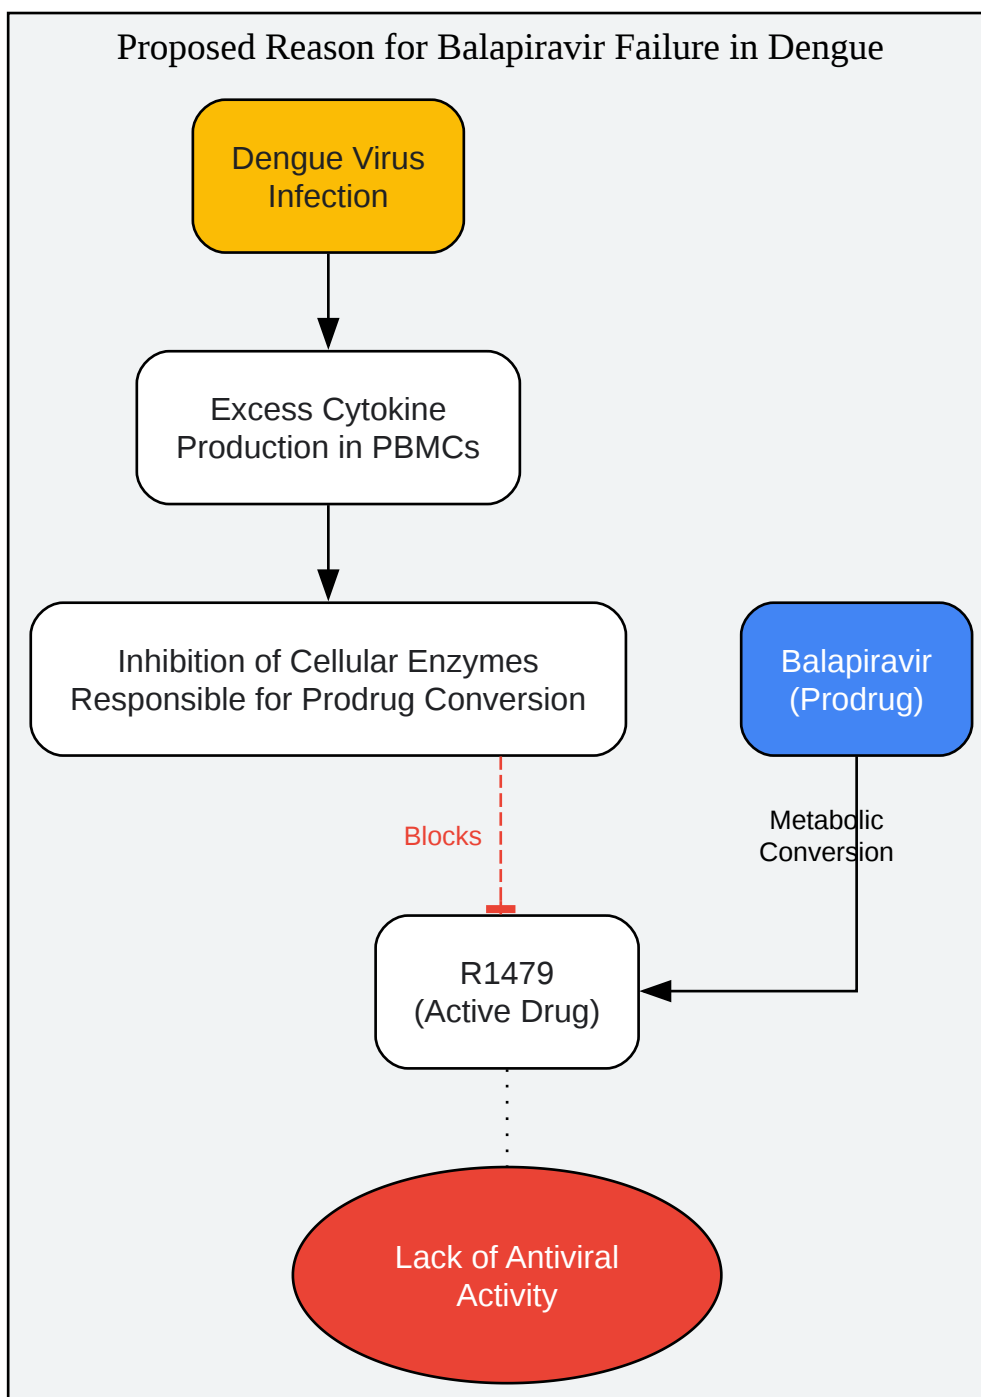 Proposed Reason for Balapiravir Failure in Dengue
Dengue Virus
Infection
Excess Cytokine
Production in PBMCs
Inhibition of Cellular Enzymes
Responsible for Prodrug Conversion
Balapiravir
(Prodrug)
Blocks
Metabolic
Conversion
R1479
(Active Drug)
Lack of Antiviral
Activity